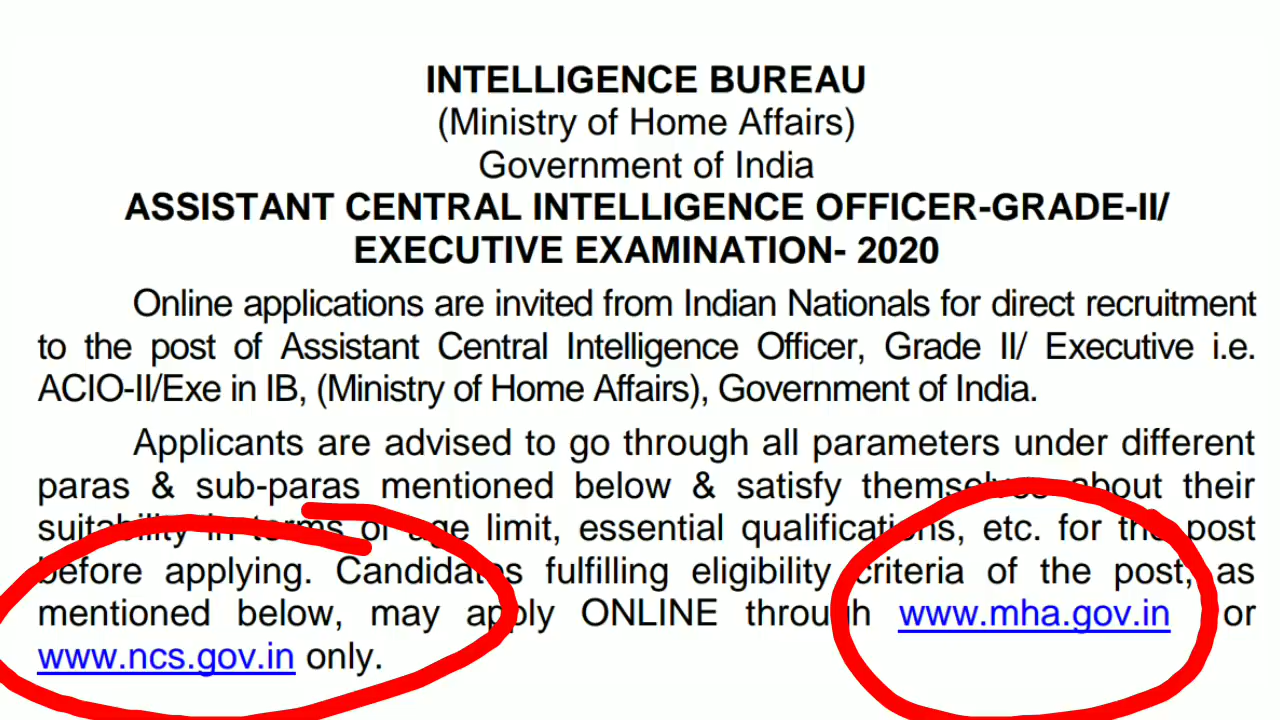 INTELLIGENCE BUREAU
(Ministry of Home Affairs)
Government of India
ASSISTANT CENTRAL INTELLIGENCE OFFICER-GRADE-II/
EXECUTIVE EXAMINATION- 2020
Online applications are invited from Indian Nationals for direct recruitment
to the post of Assistant Central Intelligence Officer, Grade II/ Executive i.e.
ACIO-II/Exe in IB, (Ministry of Home Affairs), Government of India.
Applicants are advised to go through all parameters under different
paras & sub-paras mentioned below & satisfy themselves about their
suitability in terms of age limit, essential qualifications, etc. for the post
before applying. Candidates fulfilling eligibility criteria of the post, as
mentioned below, may apply ONLINE through www.mha.gov.in or
www.ncs.gov.in only.